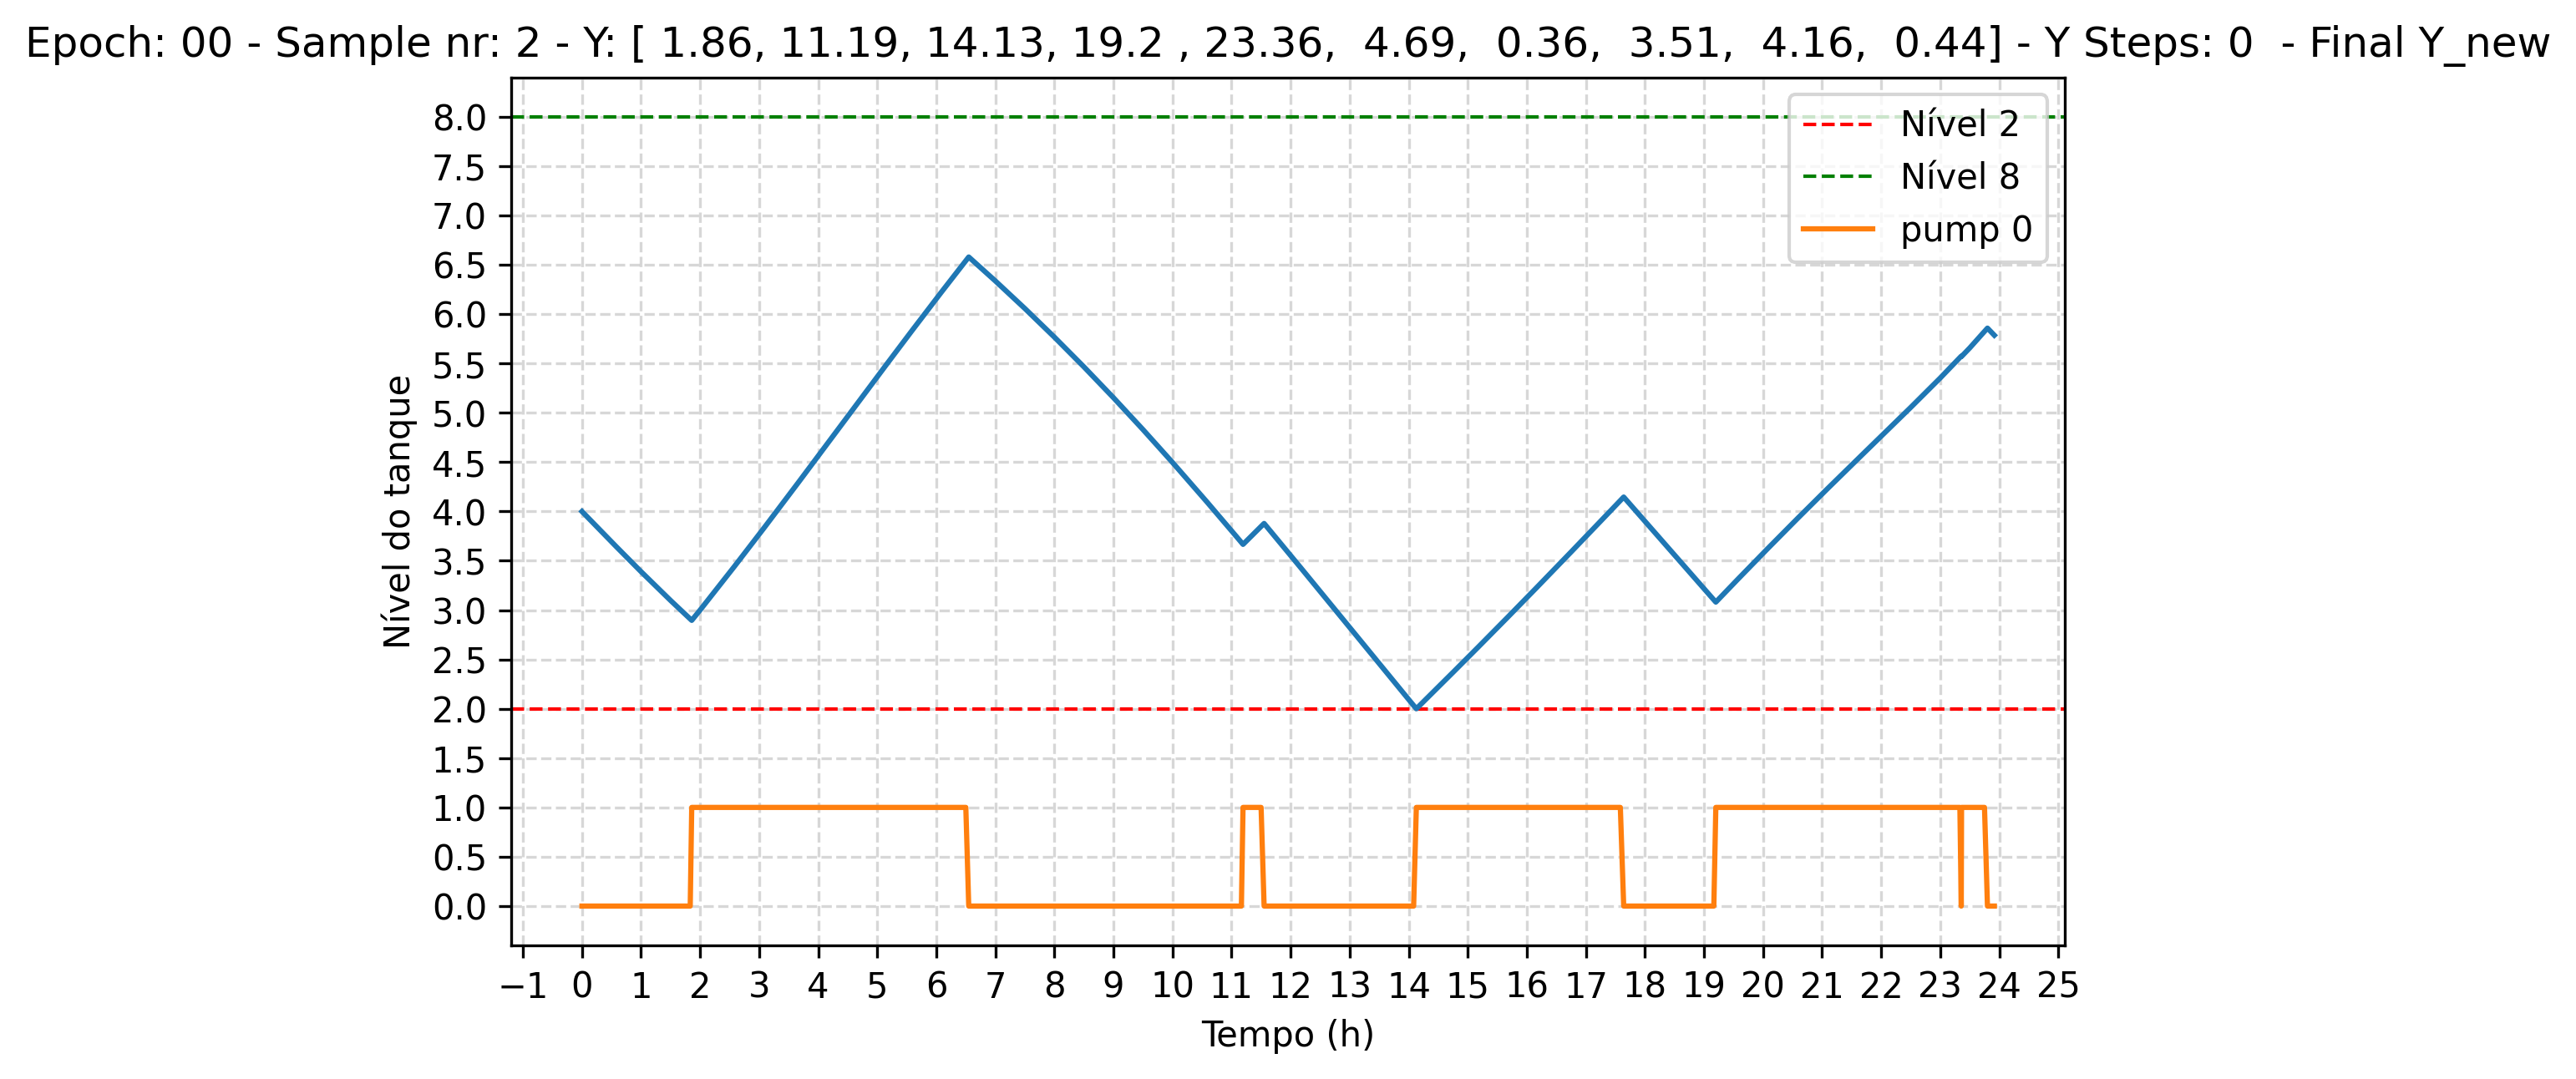 Epoch: 00 - Sample nr: 2 - Y: [ 1.86, 11.19, 14.13, 19.2 , 23.36,  4.69,  0.36,  3.51,  4.16,  0.44] - Y Steps: 0  - Final Y_new
Nível 2
Nível 8
pump 0
Nível do tanque
8.0
7.5
7.0
6.5
6.0
5.5
5.0
4.5
4.0
3.5
3.0
2.5
2.0
1.5
1.0
0.5
0.0
−1 0 1 2 3 4 5 6 7 8 9 10 11 12 13 14 15 16 17 18 19 20 21 22 23 24 25
Tempo (h)